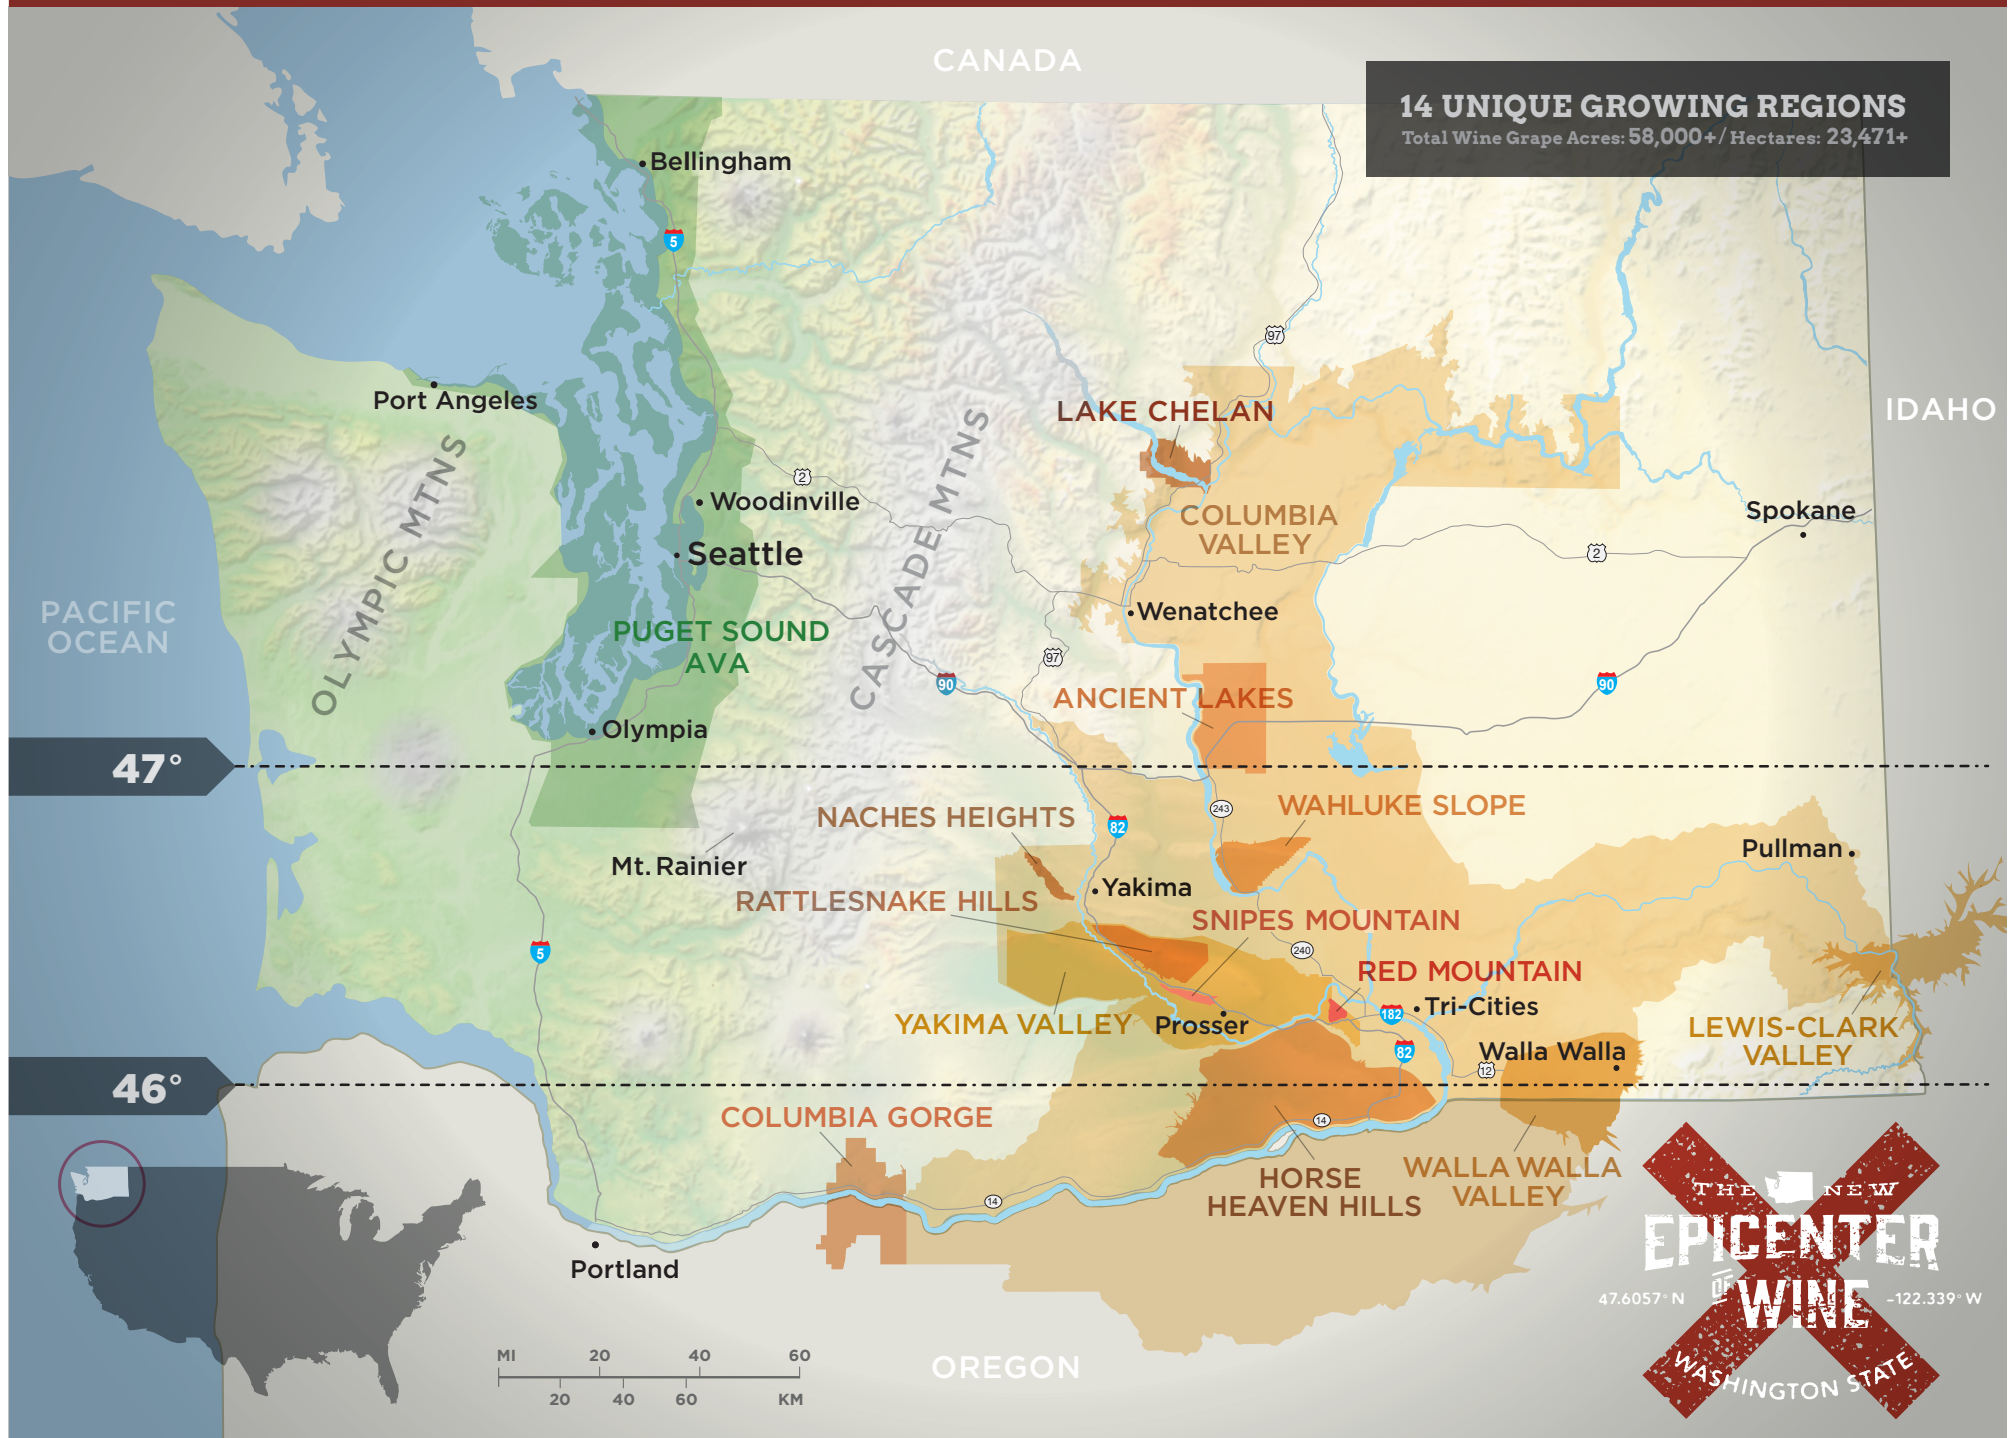 CANADA
14 UNIQUE GROWING REGIONS
Total Wine Grape Acres: 58,000+/ Hectares: 23,471+
Bellingham
5
97
Port Angeles
LAKE CHELAN
IDAHO
OLYMPIC MTNS
CASCADE MTNS
2
Woodinville
COLUMBIA
VALLEY
Spokane
Seattle
2
PACIFIC
OCEAN
Wenatchee
PUGET SOUND
AVA
97
90
ANCIENT LAKES
90
Olympia
47°
NACHES HEIGHTS
82
243
WAHLUKE SLOPE
Mt. Rainier
Pullman
Yakima
RATTLESNAKE HILLS
SNIPES MOUNTAIN
5
240
RED MOUNTAIN
YAKIMA VALLEY
Prosser
182
Tri-Cities
LEWIS-CLARK
VALLEY
82
Walla Walla
12
46°
COLUMBIA GORGE
14
HORSE
HEAVEN HILLS
WALLA WALLA
VALLEY
14
Portland
THE NEW
EPICENTER
OF
WINE
47.6057° N
-122.339° W
WASHINGTON STATE
MI 20 40 60
20 40 60 KM
OREGON